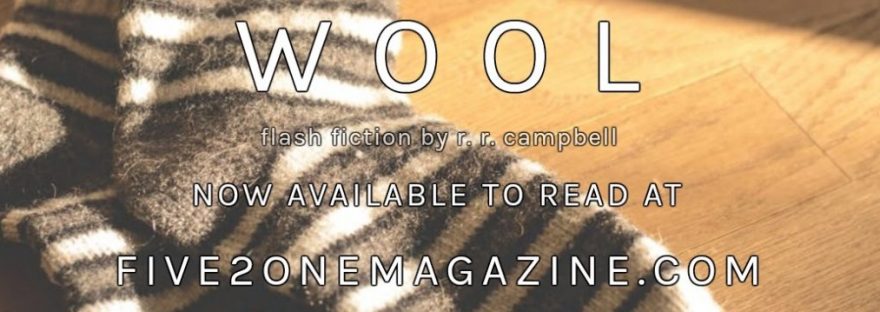 WOOL
flash fiction by r. r. campbell
NOW AVAILABLE TO READ AT
FIVE2ONEMAGAZINE.COM